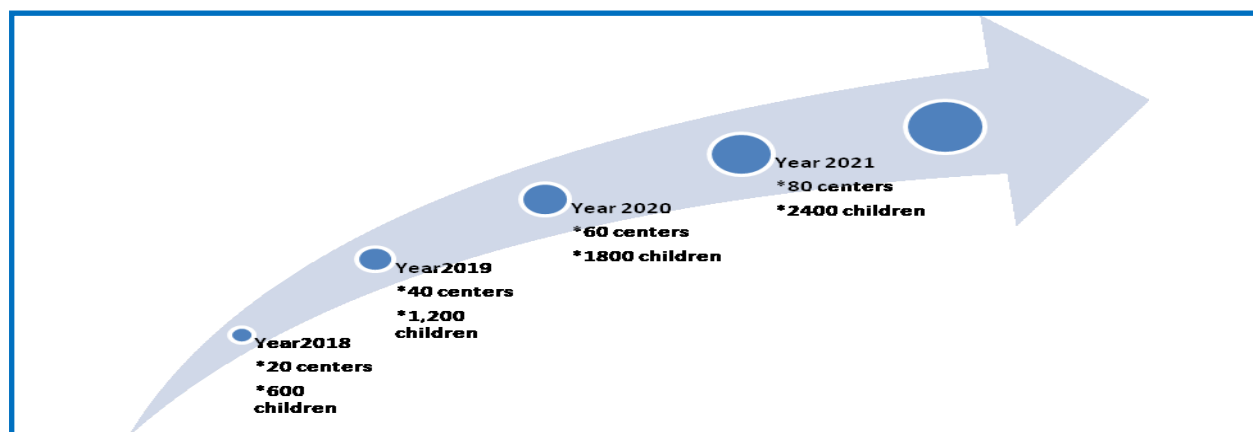 Year 2021
*80 centers
*2400 children
Year 2020
*60 centers
*1800 children
Year2019
*40 centers
*1,200
children
Year2018
*20 centers
*600
children